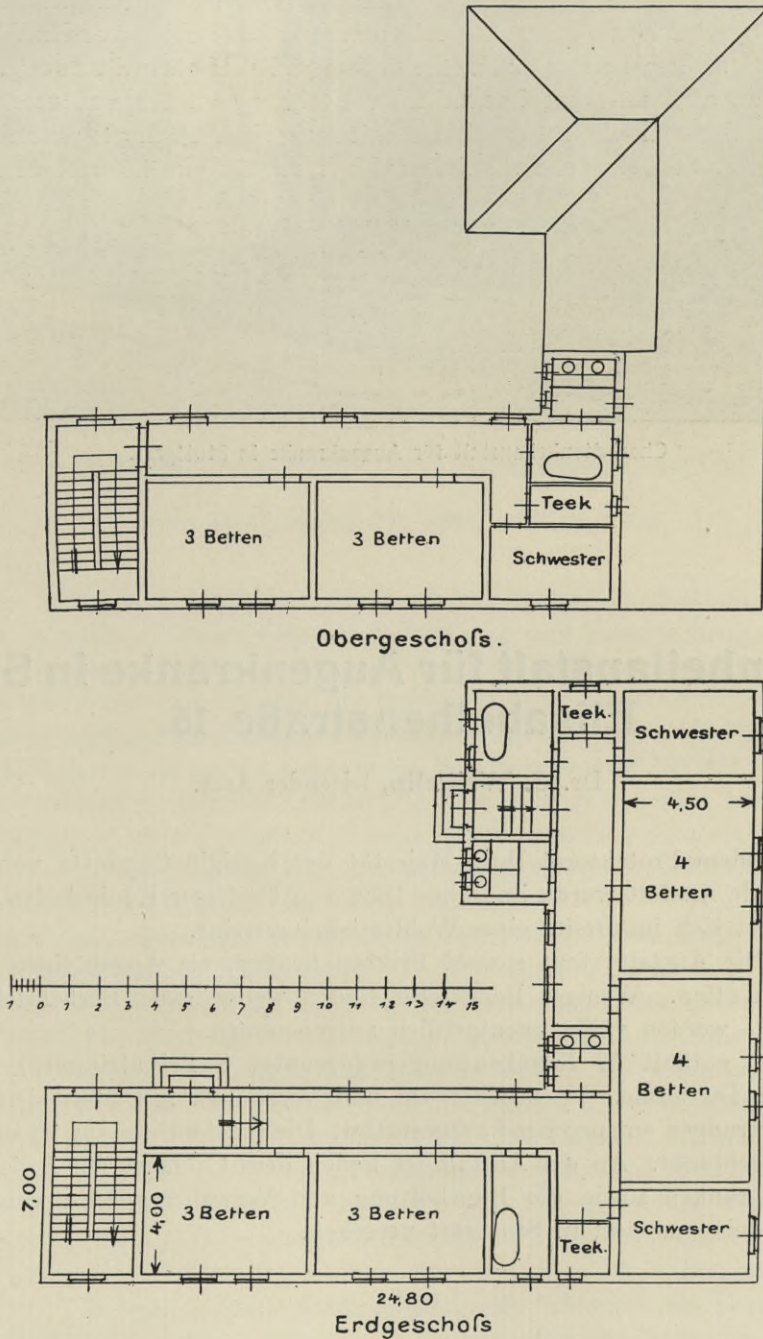 Teek
3 Betten
3 Betten
Schwester
Obergeschoſs.
Teek.
Schwester
4,50
4
Betten
1 0 1 2 3 4 5 6 7 8 9 10 11 12 13 14 15
4
Betten
7,00
4,00
3 Betten
3 Betten
Teek.
Schwester
24,80
Erdgeschoſs